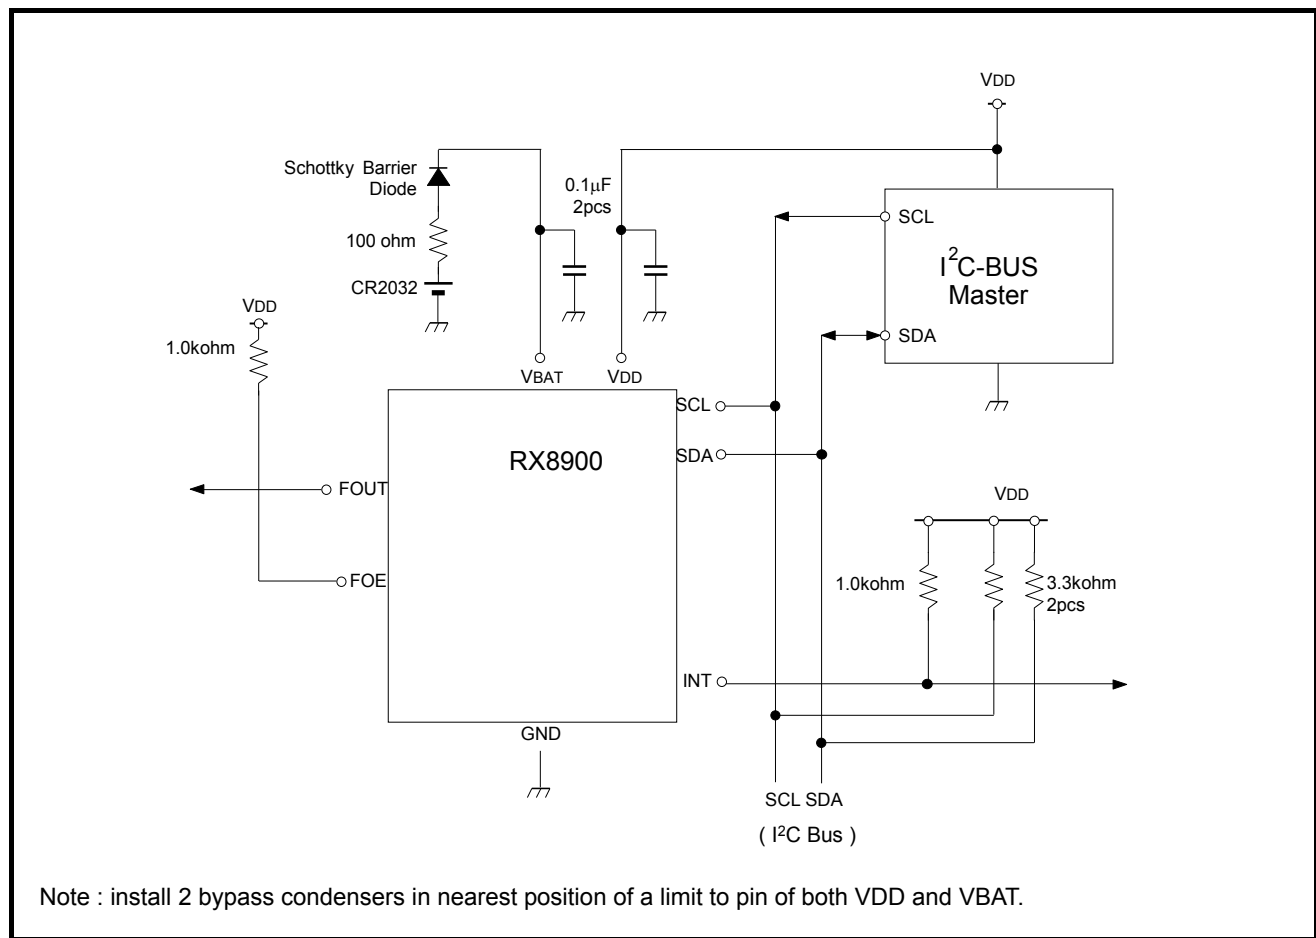 VDD
Schottky Barrier
Diode
0.1µF
2pcs
SCL
I²C-BUS
Master
100 ohm
CR2032
VDD
SDA
1.0kohm
VBAT
VDD
SCL
SDA
RX8900
FOUT
VDD
FOE
1.0kohm
3.3kohm
2pcs
INT
GND
SCL SDA
( I²C Bus )
Note : install 2 bypass condensers in nearest position of a limit to pin of both VDD and VBAT.